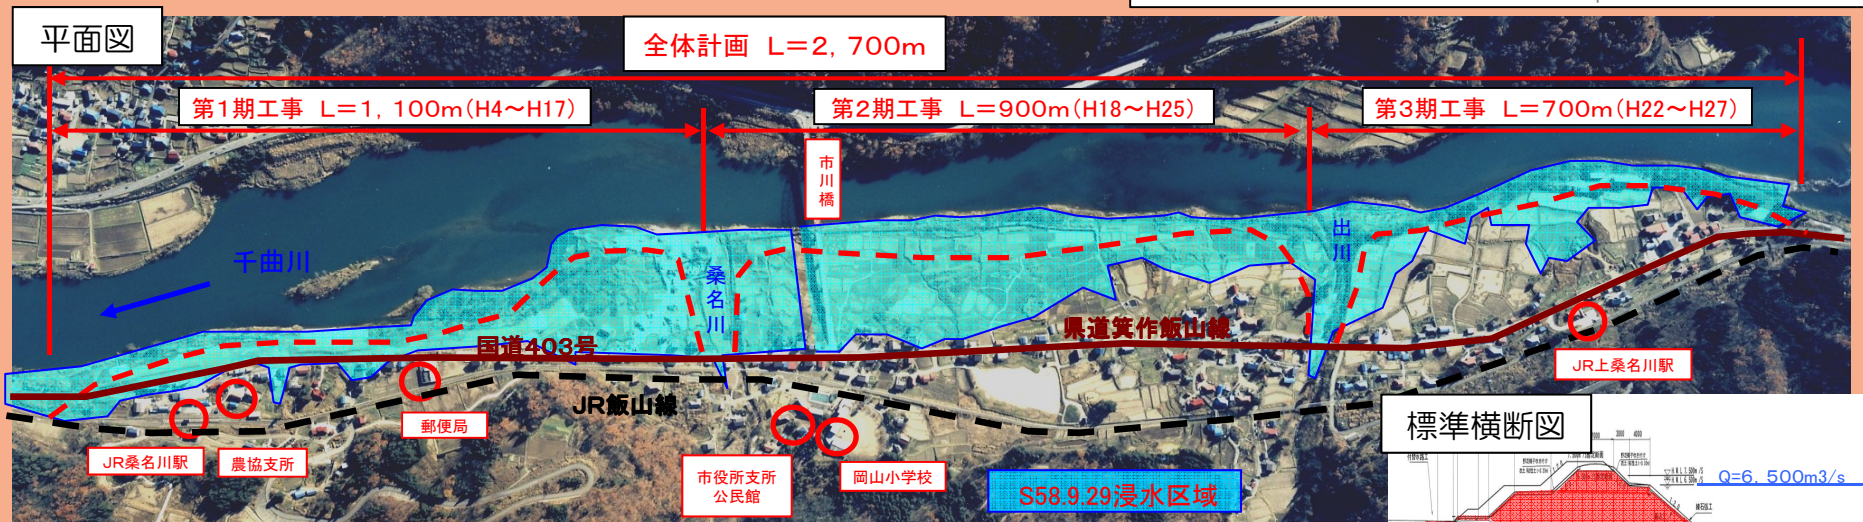 平面図
全体計画 L=2, 700m
第1期工事 L=1, 100m(H4~H17)
第2期工事 L=900m(H18~H25)
第3期工事 L=700m(H22~H27)
市川橋
千曲川
桑名川
出川
国道403号
県道箕作飯山線
JR飯山線
JR上桑名川駅
郵便局
JR桑名川駅
農協支所
市役所支所
公民館
岡山小学校
S58.9.29浸水区域
標準横断図
3000 4000
Q=6, 500m3/s